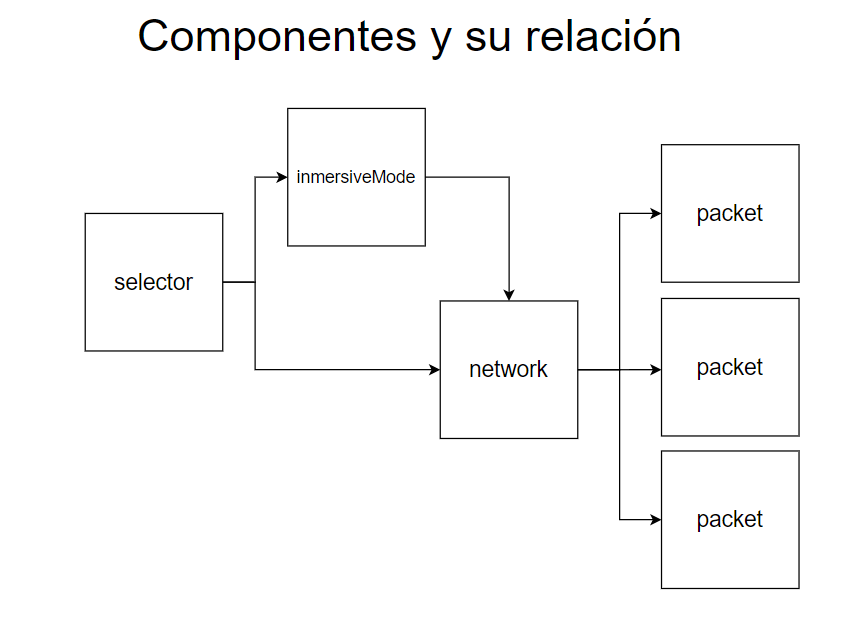 Componentes y su relación
inmersiveMode
selector
network
packet
packet
packet